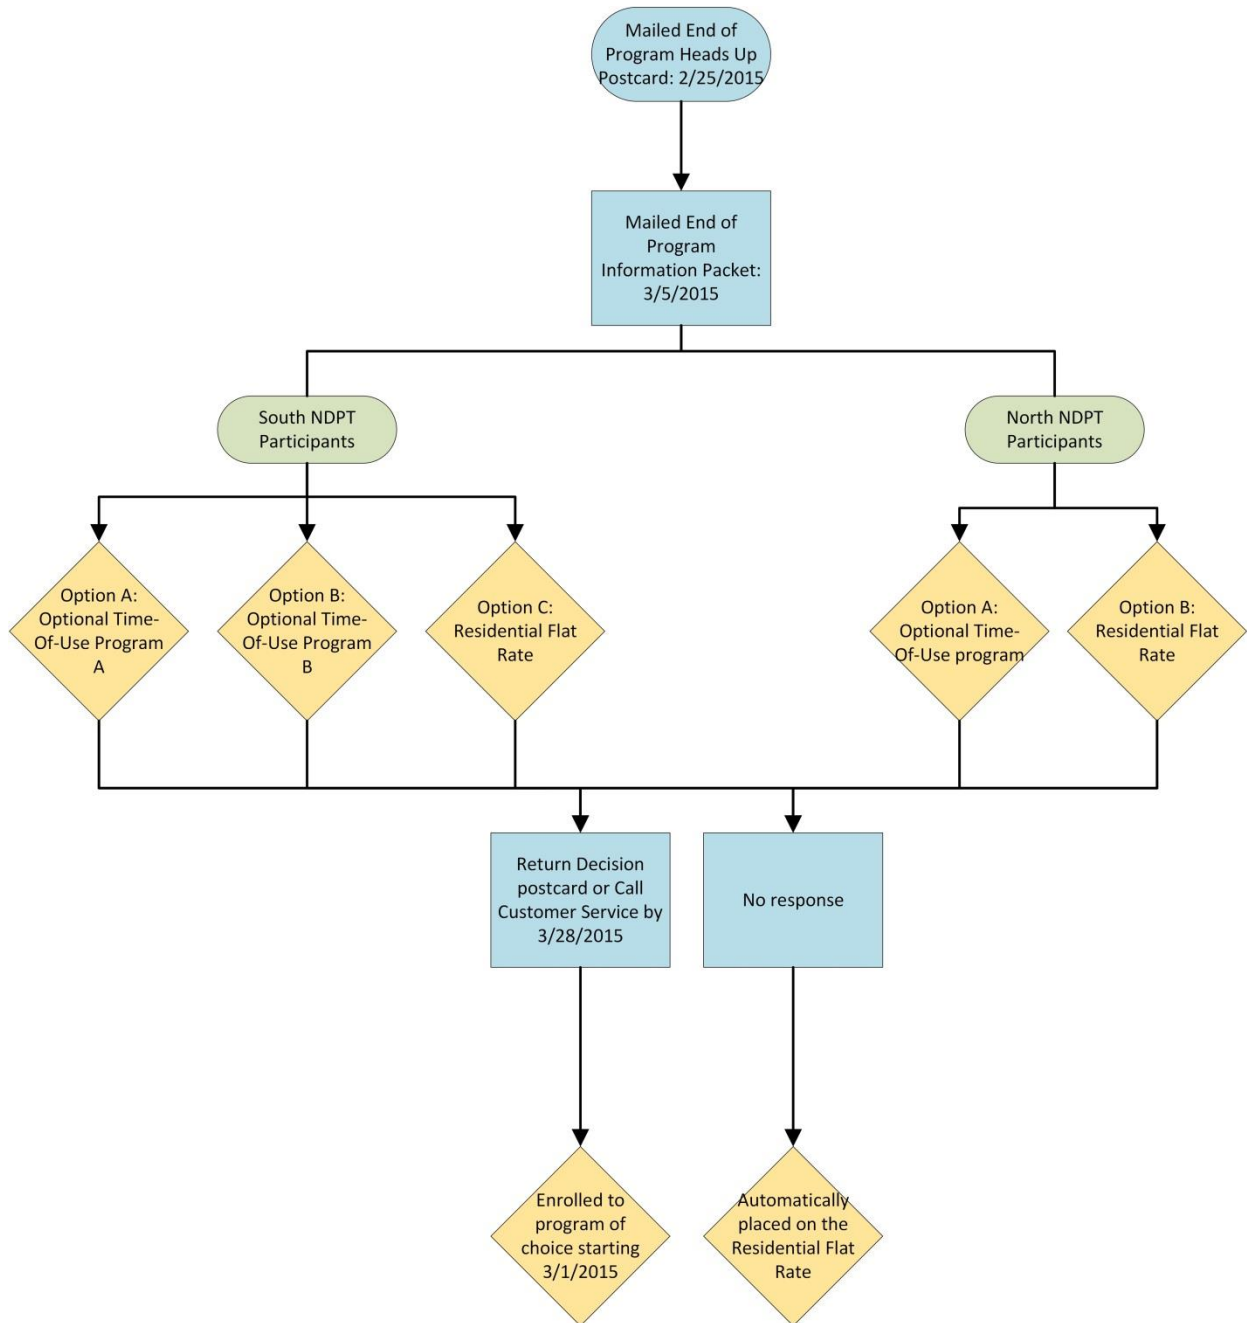 Mailed End of
Program Heads Up
Postcard: 2/25/2015
Mailed End of
Program
Information Packet:
3/5/2015
South NDPT
Participants
North NDPT
Participants
Option A:
Optional Time-
Of-Use Program
A
Option B:
Optional Time-
Of-Use Program
B
Option C:
Residential Flat
Rate
Option A:
Optional Time-
Of-Use program
Option B:
Residential Flat
Rate
Return Decision
postcard or Call
Customer Service by
3/28/2015
No response
Enrolled to
program of
choice starting
3/1/2015
Automatically
placed on the
Residential Flat
Rate